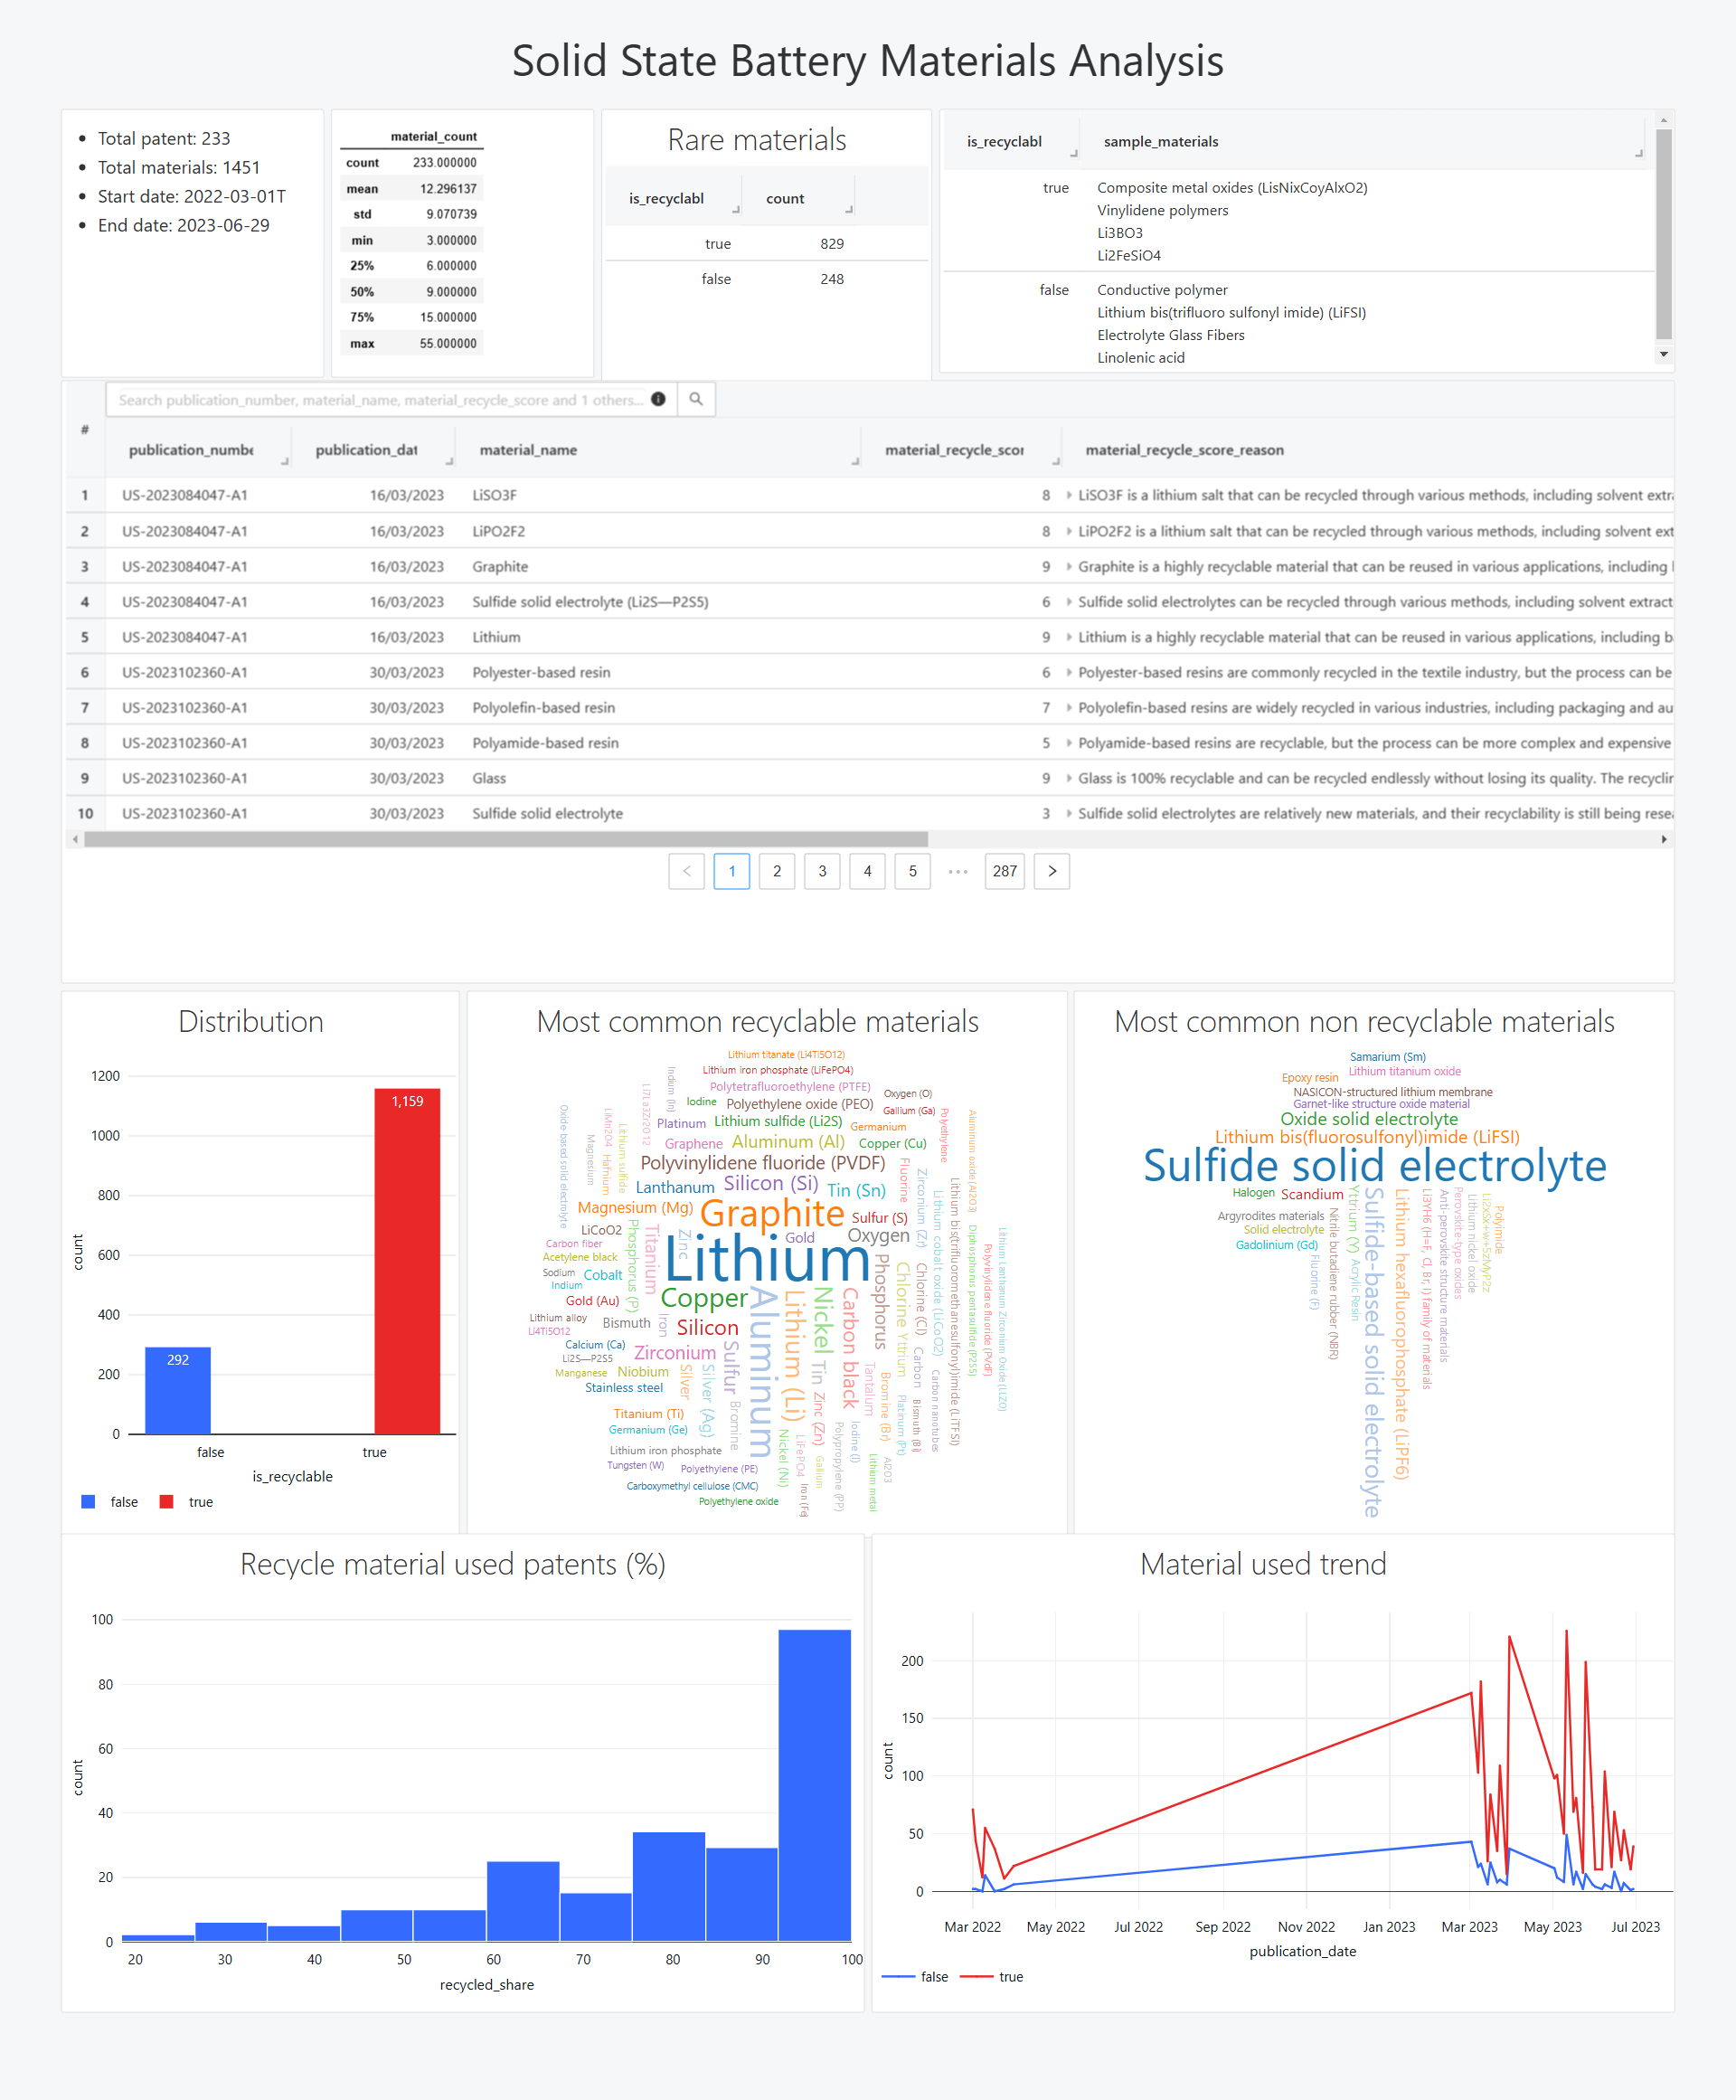 Solid State Battery Materials Analysis
Total patent: 233
Total materials: 1451
Start date: 2022-03-01T
End date: 2023-06-29
material_count
count 233.000000
mean 12.296137
std 9.070739
min 3.000000
25% 6.000000
50% 9.000000
75% 15.000000
max 55.000000
Rare materials
is_recyclabl count
true 829
false 248
is_recyclabl sample_materials
true Composite metal oxides (LisNixCoyAlxO2)
Vinylidene polymers
Li3BO3
Li2FeSiO4
false Conductive polymer
Lithium bis(trifluoro sulfonyl imide) (LiFSI)
Electrolyte Glass Fibers
Linolenic acid
Search publication_number, material_name, material_recycle_score and 1 others...
# publication_numbe publication_dat material_name material_recycle_scor material_recycle_score_reason
1 US-2023084047-A1 16/03/2023 LiSO3F 8 LiSO3F is a lithium salt that can be recycled through various methods, including solvent extra
2 US-2023084047-A1 16/03/2023 LiPO2F2 8 LiPO2F2 is a lithium salt that can be recycled through various methods, including solvent ext
3 US-2023084047-A1 16/03/2023 Graphite 9 Graphite is a highly recyclable material that can be reused in various applications, including
4 US-2023084047-A1 16/03/2023 Sulfide solid electrolyte (Li2S—P2S5) 6 Sulfide solid electrolytes can be recycled through various methods, including solvent extract
5 US-2023084047-A1 16/03/2023 Lithium 9 Lithium is a highly recyclable material that can be reused in various applications, including b
6 US-2023102360-A1 30/03/2023 Polyester-based resin 6 Polyester-based resins are commonly recycled in the textile industry, but the process can be
7 US-2023102360-A1 30/03/2023 Polyolefin-based resin 7 Polyolefin-based resins are widely recycled in various industries, including packaging and au
8 US-2023102360-A1 30/03/2023 Polyamide-based resin 5 Polyamide-based resins are recyclable, but the process can be more complex and expensive
9 US-2023102360-A1 30/03/2023 Glass 9 Glass is 100% recyclable and can be recycled endlessly without losing its quality. The recyclin
10 US-2023102360-A1 30/03/2023 Sulfide solid electrolyte 3 Sulfide solid electrolytes are relatively new materials, and their recyclability is still being rese
1 2 3 4 5 ••• 287
Distribution
1200
1000
800
600
400
200
0
count
1,159
292
false true
is_recyclable
false true
Most common recyclable materials
Lithium titanate (Li4Ti5O12)
Lithium iron phosphate (LiFePO4)
Polytetrafluoroethylene (PTFE)
Oxygen (O)
Indium (In)
Li7La3Zr2O12
Iodine
Polyethylene oxide (PEO)
Gallium (Ga)
Oxide-based solid electrolyte
LiMn2O4
Lithium sulfide
Platinum
Lithium sulfide (Li2S)
Germanium
Polyethylene
Aluminum oxide (Al2O3)
Magnesium
Hafnium
Graphene
Aluminum (Al)
Copper (Cu)
Polyvinylidene fluoride (PVDF)
Fluorine
Zirconium (Zr)
Lithium bis(trifluoromethanesulfonyl)imide (LiTFSI)
Lanthanum
Silicon (Si)
Tin (Sn)
Lithium cobalt oxide (LiCoO2)
Magnesium (Mg)
Graphite
Sulfur (S)
Diphosphorus pentasulfide (P2S5)
LiCoO2
Phosphorus (P)
Titanium
Zinc
Gold
Oxygen
Polyvinylidene fluoride (PVdF)
Lithium Lanthanum Zirconium Oxide (LLZO)
Carbon fiber
Acetylene black
Lithium
Phosphorus
Chlorine
Chlorine (Cl)
Sodium
Cobalt
Indium
Gold (Au)
Copper
Aluminum
Lithium (Li)
Nickel
Carbon black
Lithium alloy
Bismuth
Iron
Silicon
Yttrium
Li4Ti5O12
Calcium (Ca)
Zirconium
Sulfur
Carbon
Li2S—P2S5
Tin
Tantalum
Carbon nanotubes
Manganese
Niobium
Silver
Silver (Ag)
Bromine (Br)
Stainless steel
Bromine
Zinc (Zn)
Platinum (Pt)
Bismuth (Bi)
Titanium (Ti)
Germanium (Ge)
Nickel (Ni)
LiFePO4
Polypropylene (PP)
Iodine (I)
Lithium iron phosphate
Gallium
Lithium metal
Al2O3
Tungsten (W)
Polyethylene (PE)
Carboxymethyl cellulose (CMC)
Iron (Fe)
Polyethylene oxide
Most common non recyclable materials
Samarium (Sm)
Lithium titanium oxide
Epoxy resin
NASICON-structured lithium membrane
Garnet-like structure oxide material
Oxide solid electrolyte
Lithium bis(fluorosulfonyl)imide (LiFSI)
Sulfide solid electrolyte
Halogen
Scandium
Yttrium (Y)
Sulfide-based solid electrolyte
Lithium hexafluorophosphate (LiPF6)
Li3YH6 (H=F, Cl, Br, I) family of materials
Anti-perovskite structure materials
Perovskite-type oxides
Lithium nickel oxide
Polyimide
Argyrodites materials
Nitrile butadiene rubber (NBR)
Solid electrolyte
Gadolinium (Gd)
Fluorine (F)
Acrylic Resin
Recycle material used patents (%)
100
80
60
40
20
0
count
20 30 40 50 60 70 80 90 100
recycled_share
Material used trend
200
150
100
50
0
count
Mar 2022 May 2022 Jul 2022 Sep 2022 Nov 2022 Jan 2023 Mar 2023 May 2023 Jul 2023
publication_date
false true